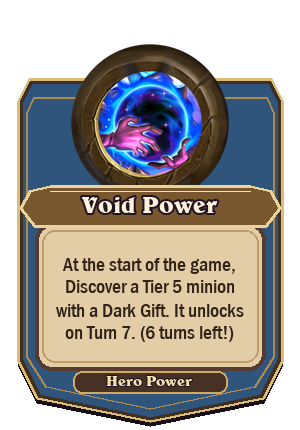 Void Power
At the start of the game,
Discover a Tier 5 minion
with a Dark Gift. It unlocks
on Turn 7. (6 turns left!)
Hero Power